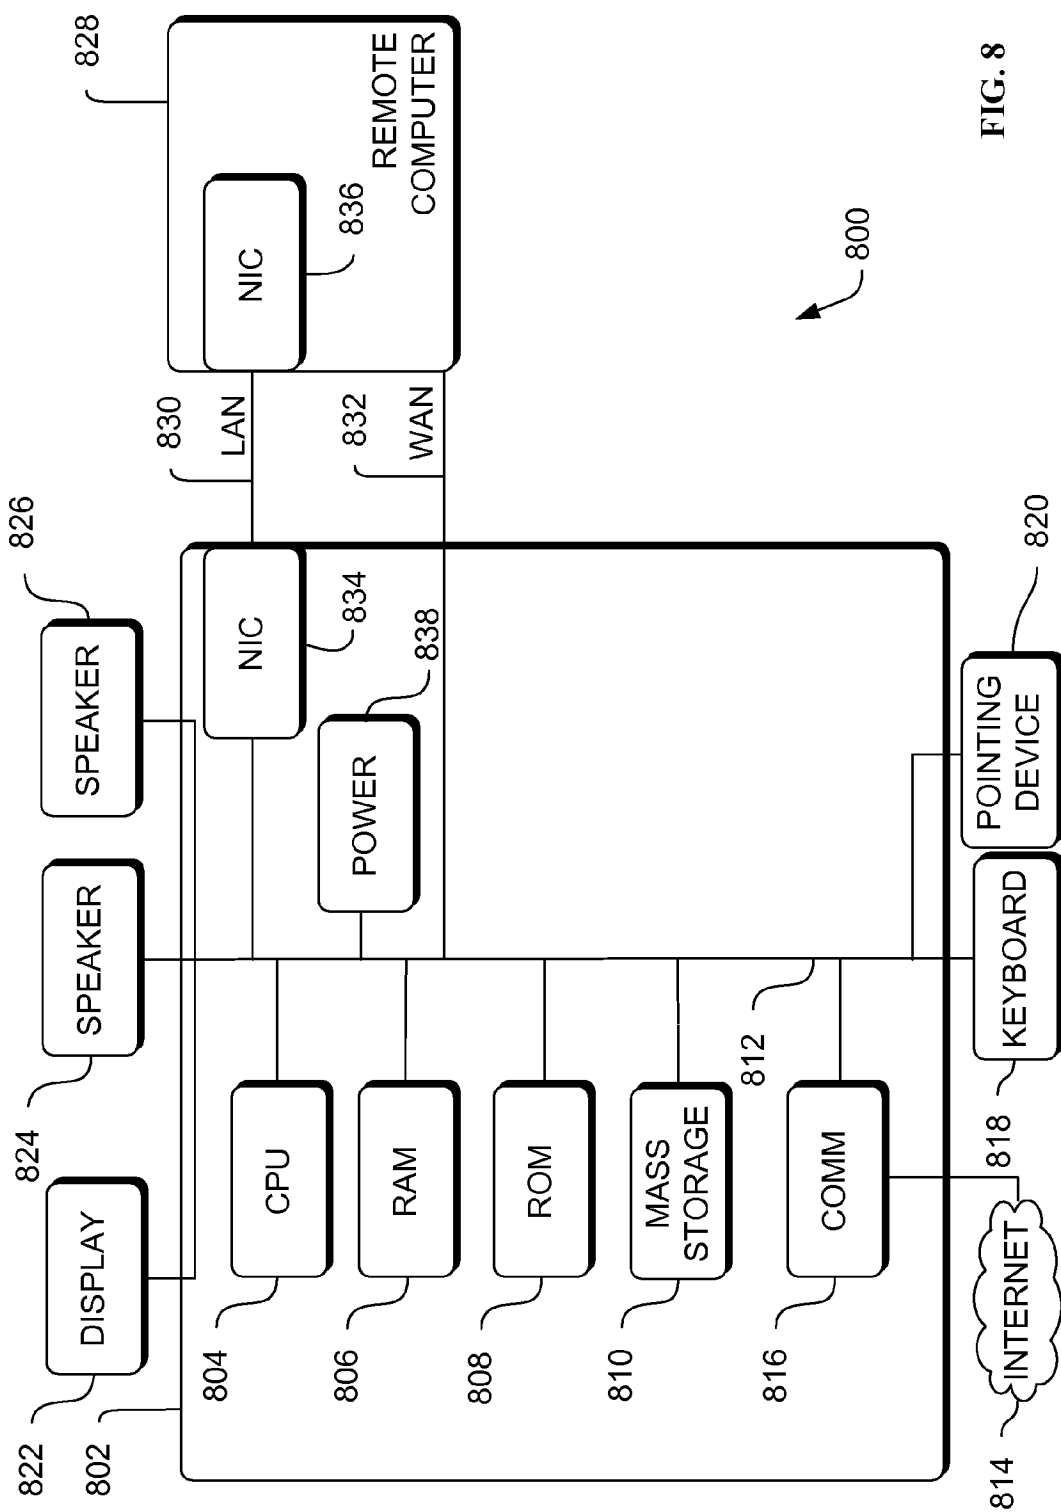 822
DISPLAY
824
SPEAKER
SPEAKER
826
828
802
804
CPU
NIC
834
830
LAN
NIC
836
REMOTE
COMPUTER
806
RAM
POWER
838
832
WAN
808
ROM
810
MASS
STORAGE
812
816
COMM
800
814
INTERNET
818
KEYBOARD
POINTING
DEVICE
820
FIG. 8